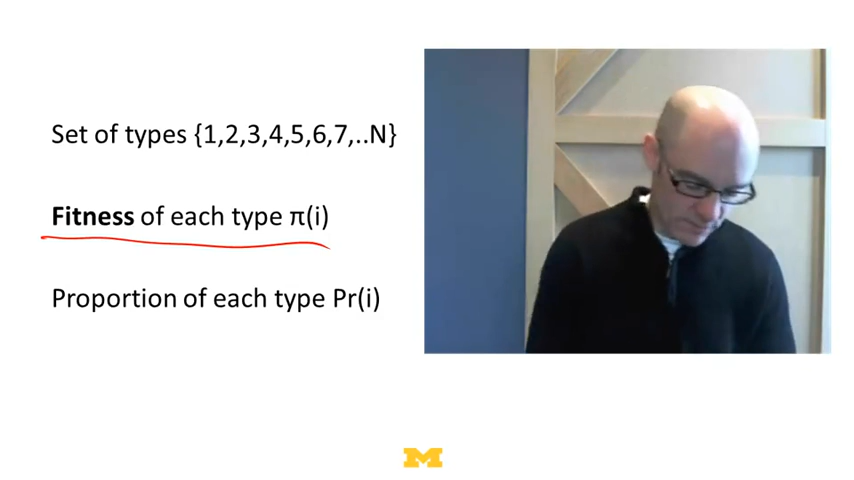 Set of types {1,2,3,4,5,6,7,..N}
Fitness of each type π(i)
Proportion of each type Pr(i)
M